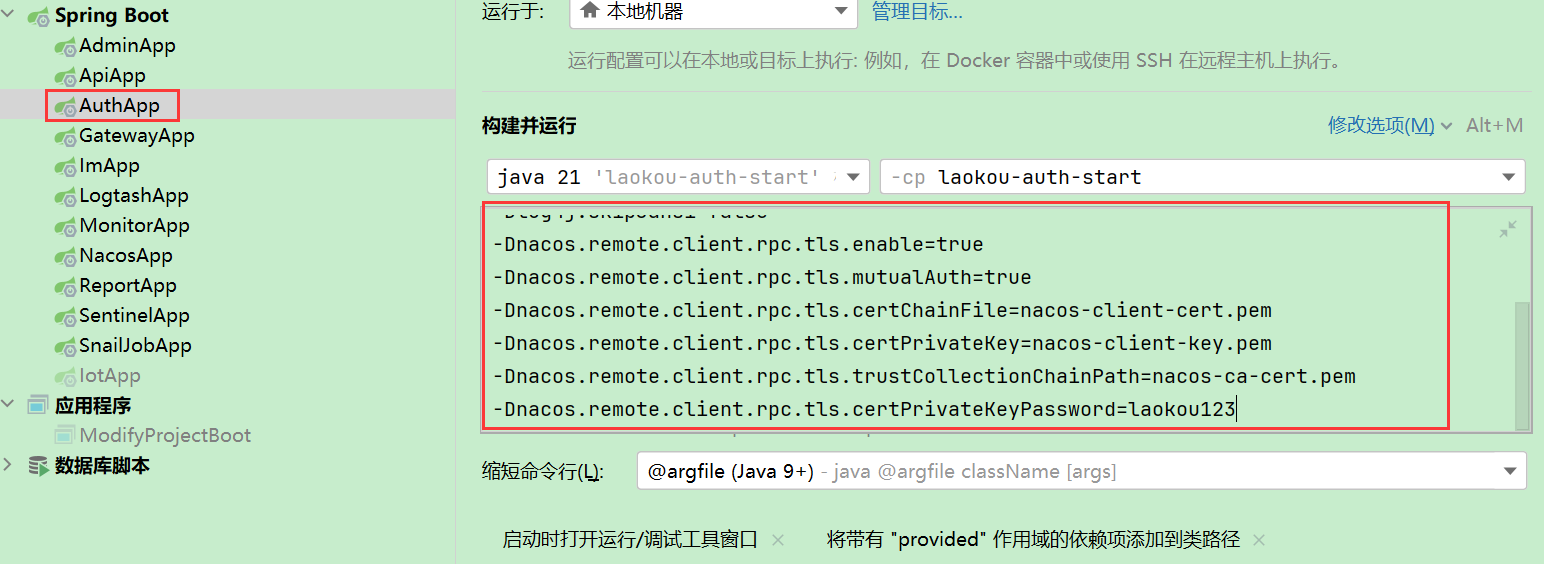 Spring Boot
AdminApp
ApiApp
AuthApp
GatewayApp
ImApp
LogtashApp
MonitorApp
NacosApp
ReportApp
SentinelApp
SnailJobApp
IotApp
应用程序
ModifyProjectBoot
数据库脚本
运行于: 本地机器 管理目标...
运行配置可以在本地或目标上执行: 例如，在 Docker 容器中或使用 SSH 在远程主机上执行。
构建并运行 修改选项(M) Alt+M
java 21 'laokou-auth-start' -cp laokou-auth-start
-Dnacos.remote.client.rpc.tls.enable=true
-Dnacos.remote.client.rpc.tls.mutualAuth=true
-Dnacos.remote.client.rpc.tls.certChainFile=nacos-client-cert.pem
-Dnacos.remote.client.rpc.tls.certPrivateKey=nacos-client-key.pem
-Dnacos.remote.client.rpc.tls.trustCollectionChainPath=nacos-ca-cert.pem
-Dnacos.remote.client.rpc.tls.certPrivateKeyPassword=laokou123
缩短命令行(L): @argfile (Java 9+) - java @argfile className [args]
启动时打开运行/调试工具窗口 × 将带有 "provided" 作用域的依赖项添加到类路径 ×